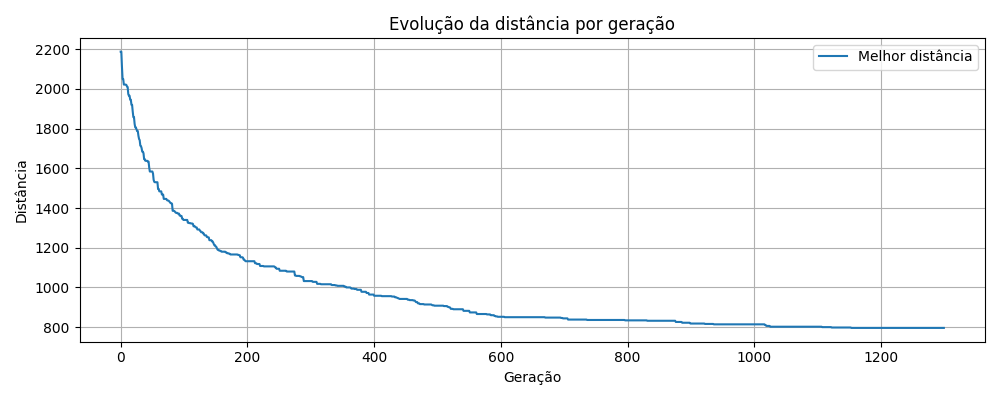 Evolução da distância por geração
Melhor distância
Distância
2200
2000
1800
1600
1400
1200
1000
800
0 200 400 600 800 1000 1200
Geração